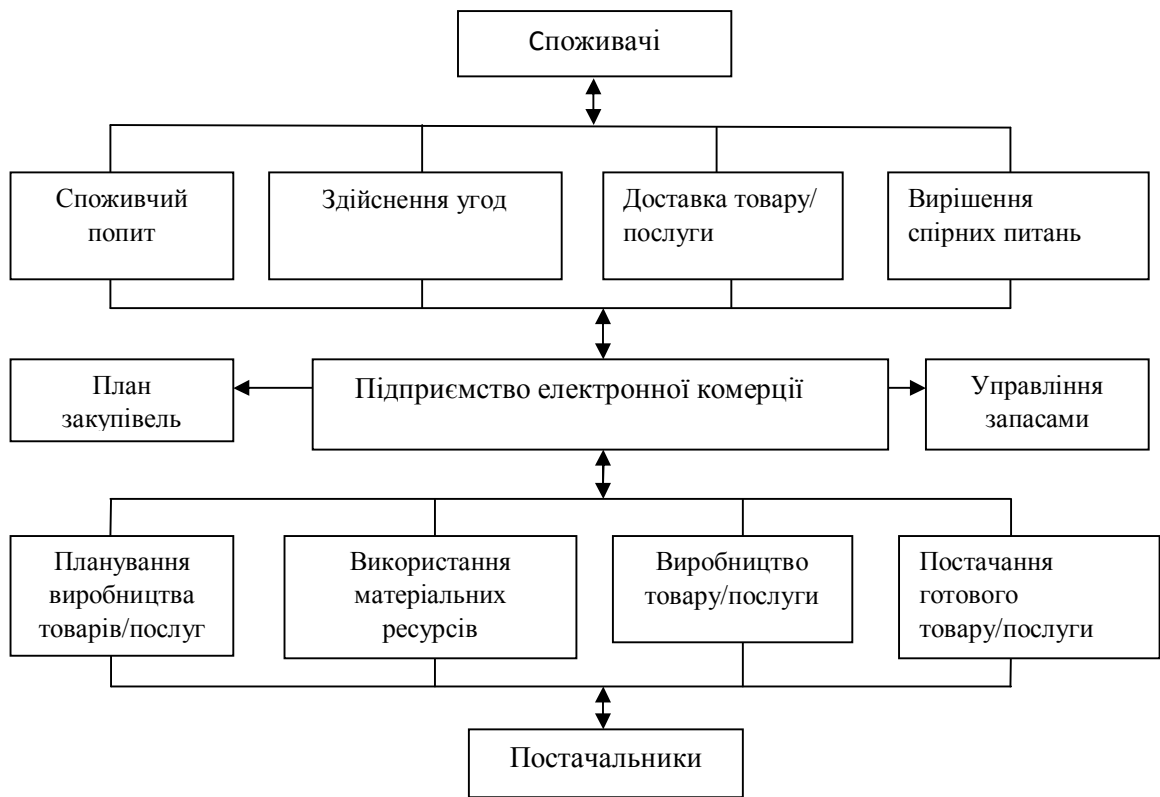 Споживачі
Споживчий
попит
Здійснення угод
Доставка товару/
послуги
Вирішення
спірних питань
План
закупівель
Підприємство електронної комерції
Управління
запасами
Планування
виробництва
товарів/послуг
Використання
матеріальних
ресурсів
Виробництво
товару/послуги
Постачання
готового
товару/послуги
Постачальники